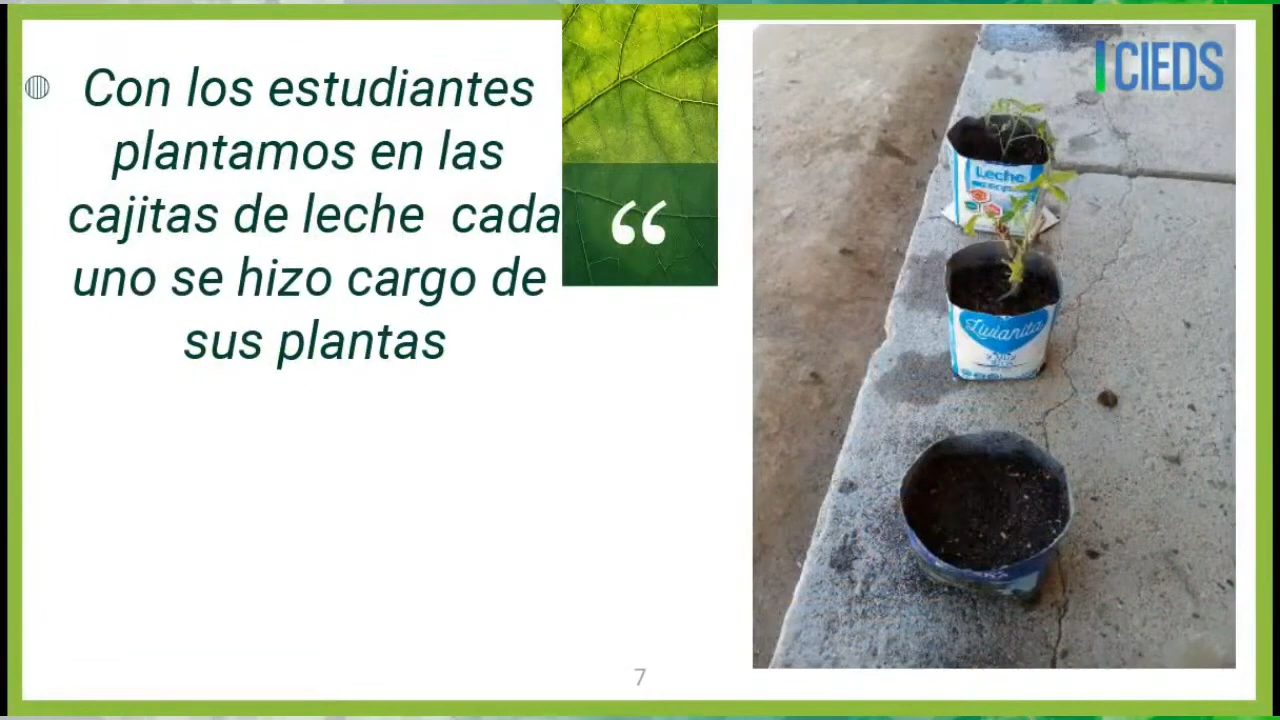 Con los estudiantes
plantamos en las
cajitas de leche cada
uno se hizo cargo de
sus plantas
“
CIEDS
Leche
Livianita
7